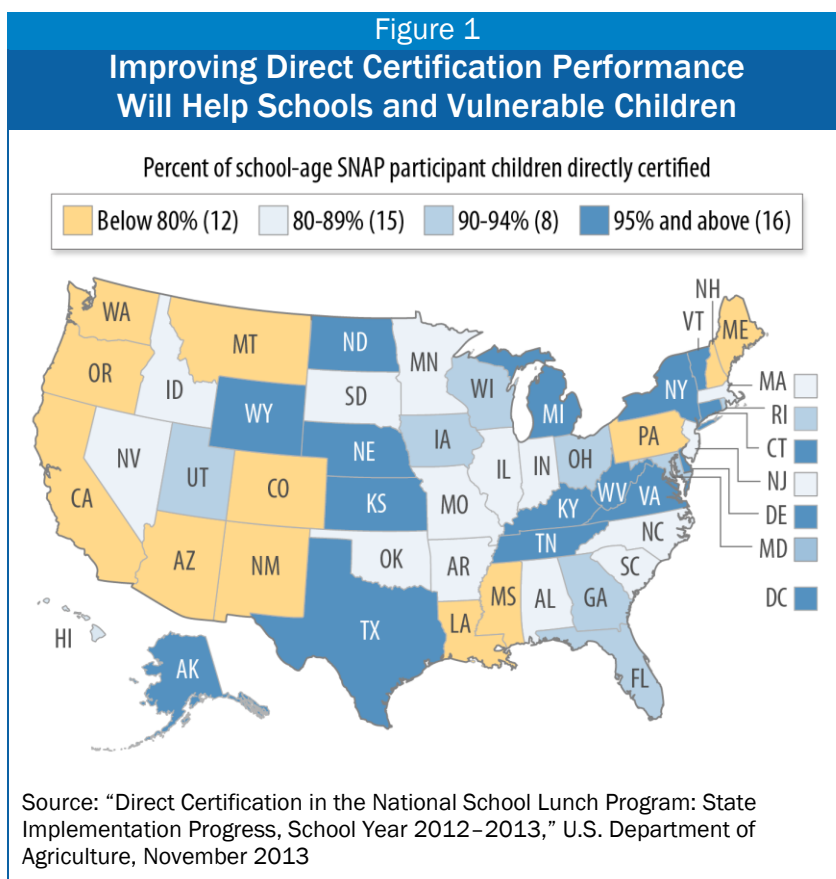 Figure 1
Improving Direct Certification Performance
Will Help Schools and Vulnerable Children
Percent of school-age SNAP participant children directly certified
Below 80% (12) 80-89% (15) 90-94% (8) 95% and above (16)
NH
VT
WA
ME
MT
ND
MN
OR
ID
SD
WI
NY
MA
WY
MI
RI
IA
PA
CT
NE
NV
IL
IN
OH
UT
NJ
CO
CA
KS
MO
WV
VA
KY
DE
NC
MD
TN
OK
AZ
NM
AR
SC
MS
AL
GA
DC
LA
TX
HI
AK
FL
Source: “Direct Certification in the National School Lunch Program: State
Implementation Progress, School Year 2012–2013,” U.S. Department of
Agriculture, November 2013